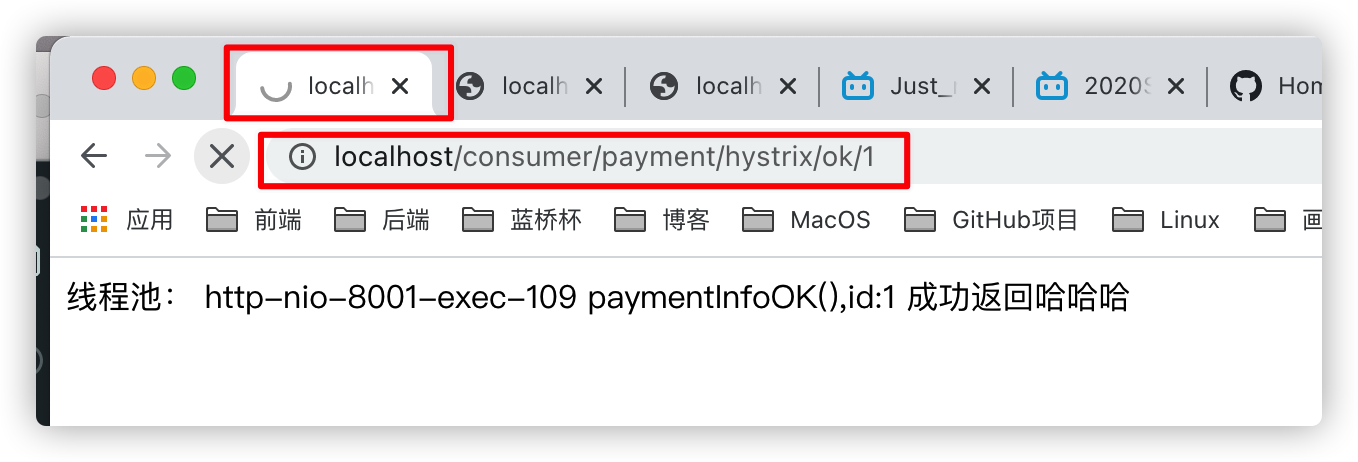 localh localh localh Just_ 2020S Hom
localhost/consumer/payment/hystrix/ok/1
应用 前端 后端 蓝桥杯 博客 MacOS GitHub项目 Linux 画
线程池： http-nio-8001-exec-109 paymentInfoOK(),id:1 成功返回哈哈哈